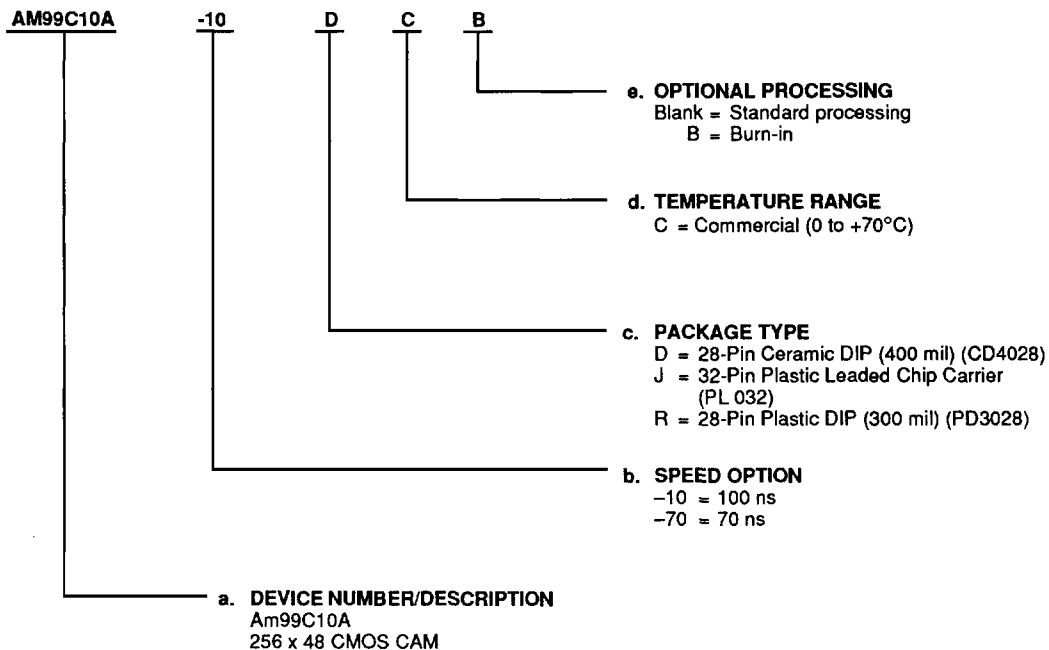 AM99C10A -10 D C B
e. OPTIONAL PROCESSING
Blank = Standard processing
B = Burn-in
d. TEMPERATURE RANGE
C = Commercial (0 to +70°C)
c. PACKAGE TYPE
D = 28-Pin Ceramic DIP (400 mil) (CD4028)
J = 32-Pin Plastic Leaded Chip Carrier
(PL 032)
R = 28-Pin Plastic DIP (300 mil) (PD3028)
b. SPEED OPTION
–10 = 100 ns
–70 = 70 ns
a. DEVICE NUMBER/DESCRIPTION
Am99C10A
256 x 48 CMOS CAM